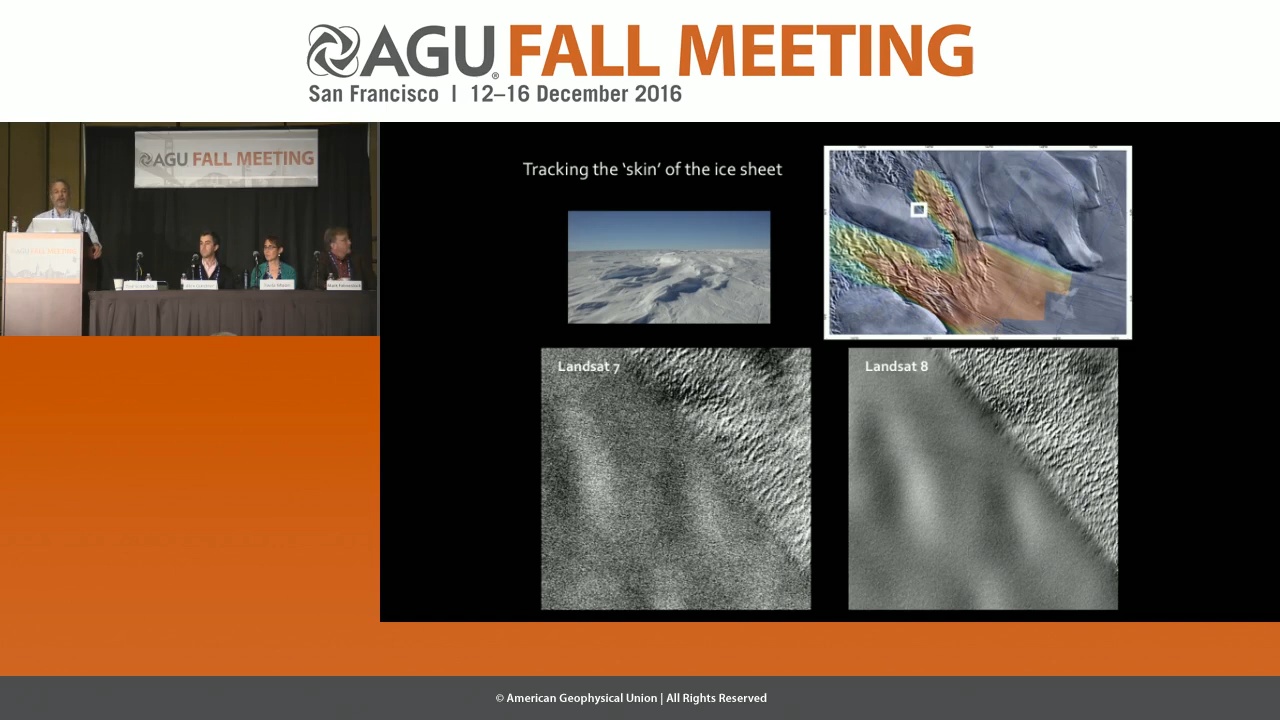 AGU® FALL MEETING
San Francisco | 12–16 December 2016
AGU FALL MEETING
Tracking the ‘skin’ of the ice sheet
Landsat 7
Landsat 8
© American Geophysical Union | All Rights Reserved